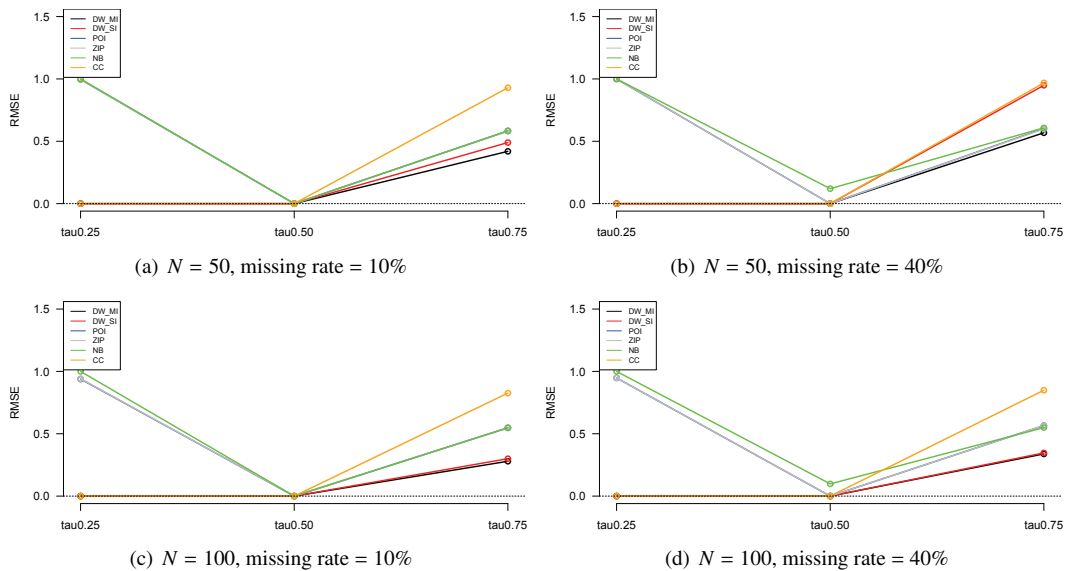 1.5
1.0
0.5
0.0
RMSE
DW_MI
DW_SI
POI
ZIP
NB
CC
tau0.25 tau0.50 tau0.75
(a) N = 50, missing rate = 10%
1.5
1.0
0.5
0.0
RMSE
DW_MI
DW_SI
POI
ZIP
NB
CC
tau0.25 tau0.50 tau0.75
(b) N = 50, missing rate = 40%
1.5
1.0
0.5
0.0
RMSE
DW_MI
DW_SI
POI
ZIP
NB
CC
tau0.25 tau0.50 tau0.75
(c) N = 100, missing rate = 10%
1.5
1.0
0.5
0.0
RMSE
DW_MI
DW_SI
POI
ZIP
NB
CC
tau0.25 tau0.50 tau0.75
(d) N = 100, missing rate = 40%